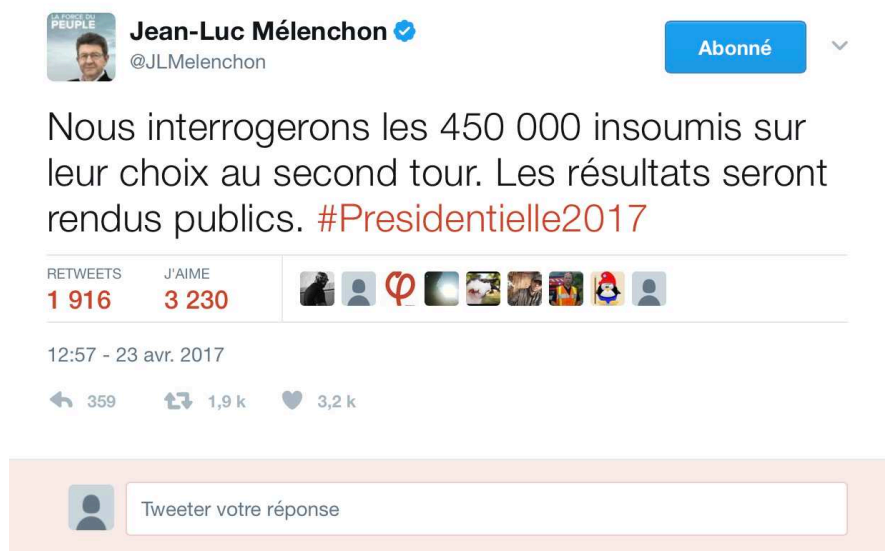 LA FORCE DU
PEUPLE
Jean-Luc Mélenchon
@JLMelenchon
Abonné
Nous interrogerons les 450 000 insoumis sur
leur choix au second tour. Les résultats seront
rendus publics. #Presidentielle2017
RETWEETS J'AIME
1 916 3 230
12:57 - 23 avr. 2017
359 1,9 k 3,2 k
Tweeter votre réponse